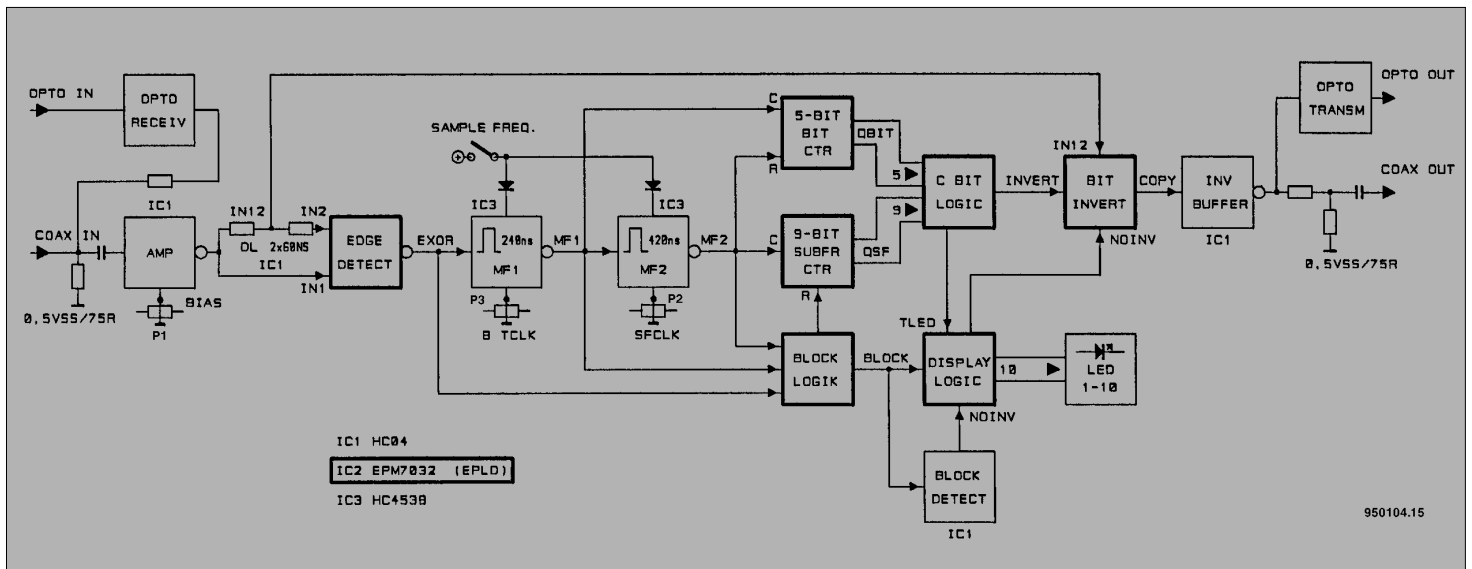 OPTO IN
OPTO
RECEIV
IC1
COAX IN
0,5VSS/75R
AMP
BIAS
P1
IN12
IN2
DL 2x60NS
IC1
IN1
EDGE
DETECT
EXOR
SAMPLE FREQ.
IC3
240ns
MF1
MF1
P3
B TCLK
IC3
420ns
MF2
MF2
P2
SFCLK
C
5-BIT
BIT
CTR
R
QBIT
5
C
9-BIT
SUBFR
CTR
R
QSF
9
C BIT
LOGIC
INVERT
IN12
BIT
INVERT
NOINV
COPY
INV
BUFFER
IC1
OPTO
TRANSM
OPTO OUT
COAX OUT
0,5VSS/75R
BLOCK
LOGIK
BLOCK
TLED
DISPLAY
LOGIC
10
LED
1-10
NOINV
BLOCK
DETECT
IC1
IC1 HC04
IC2 EPM7032 (EPLD)
IC3 HC4538
950104.15